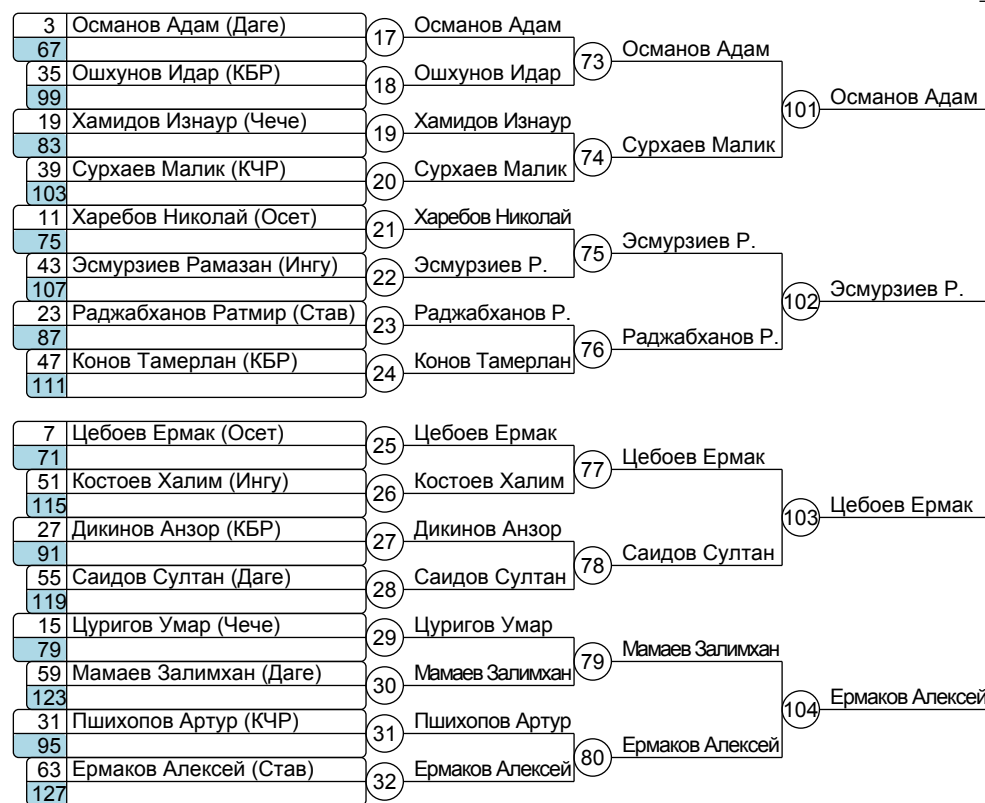 3 Османов Адам (Даге) 17 Османов Адам
67 73 Османов Адам
35 Ошхунов Идар (КБР) 18 Ошхунов Идар
99 101 Османов Адам
19 Хамидов Изнаур (Чече) 19 Хамидов Изнаур
83 74 Сурхаев Малик
39 Сурхаев Малик (КЧР) 20 Сурхаев Малик
103
11 Харебов Николай (Осет) 21 Харебов Николай
75 75 Эсмурзиев Р.
43 Эсмурзиев Рамазан (Ингу) 22 Эсмурзиев Р.
107 102 Эсмурзиев Р.
23 Раджабханов Ратмир (Став) 23 Раджабханов Р.
87 76 Раджабханов Р.
47 Конов Тамерлан (КБР) 24 Конов Тамерлан
111
7 Цебоев Ермак (Осет) 25 Цебоев Ермак
71 77 Цебоев Ермак
51 Костоев Халим (Ингу) 26 Костоев Халим
115 103 Цебоев Ермак
27 Дикинов Анзор (КБР) 27 Дикинов Анзор
91 78 Саидов Султан
55 Саидов Султан (Даге) 28 Саидов Султан
119
15 Цуригов Умар (Чече) 29 Цуригов Умар
79 79 Мамаев Залимхан
59 Мамаев Залимхан (Даге) 30 Мамаев Залимхан
123 104 Ермаков Алексей
31 Пшихопов Артур (КЧР) 31 Пшихопов Артур
95 80 Ермаков Алексей
63 Ермаков Алексей (Став) 32 Ермаков Алексей
127